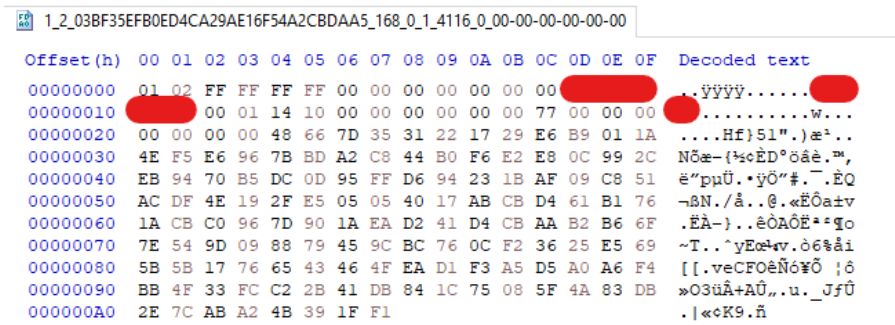 1_2_03BF35EFB0ED4CA29AE16F54A2CBDAA5_168_0_1_4116_0_00-00-00-00-00-00
Offset(h) 00 01 02 03 04 05 06 07 08 09 0A 0B 0C 0D 0E 0F Decoded text
00000000 01 02 FF FF FF FF 00 00 00 00 00 00 00 ..ÿÿÿÿ.......
00000010 00 01 14 10 00 00 00 00 00 00 77 00 00 00 ..........w...
00000020 00 00 00 00 48 66 7D 35 31 22 17 29 E6 B9 01 1A ....Hf}51".)æ¹..
00000030 4E F5 E6 96 7B BD A2 C8 44 B0 F6 E2 E8 0C 99 2C Nõæ–{½¢ÈD°öâè.™,
00000040 EB 94 70 B5 DC 0D 95 FF D6 94 23 1B AF 09 C8 51 ë”pµÜ.•ÿÖ”#.¯.ÈQ
00000050 AC DF 4E 19 2F E5 05 05 40 17 AB CB D4 61 B1 76 ¬ßN./å..@.«ËÔa±v
00000060 1A CB C0 96 7D 90 1A EA D2 41 D4 CB AA B2 B6 6F .ËÀ–}..êÒAÔËª²¶o
00000070 7E 54 9D 09 88 79 45 9C BC 76 0C F2 36 25 E5 69 ~T..ˆyEœ¼v.ò6%åi
00000080 5B 5B 17 76 65 43 46 4F EA D1 F3 A5 D5 A0 A6 F4 [[.veCFOêÑó¥Õ ¦ô
00000090 BB 4F 33 FC C2 2B 41 DB 84 1C 75 08 5F 4A 83 DB »O3üÂ+AÛ„.u._JƒÛ
000000A0 2E 7C AB A2 4B 39 1F F1 .|«¢K9.ñ